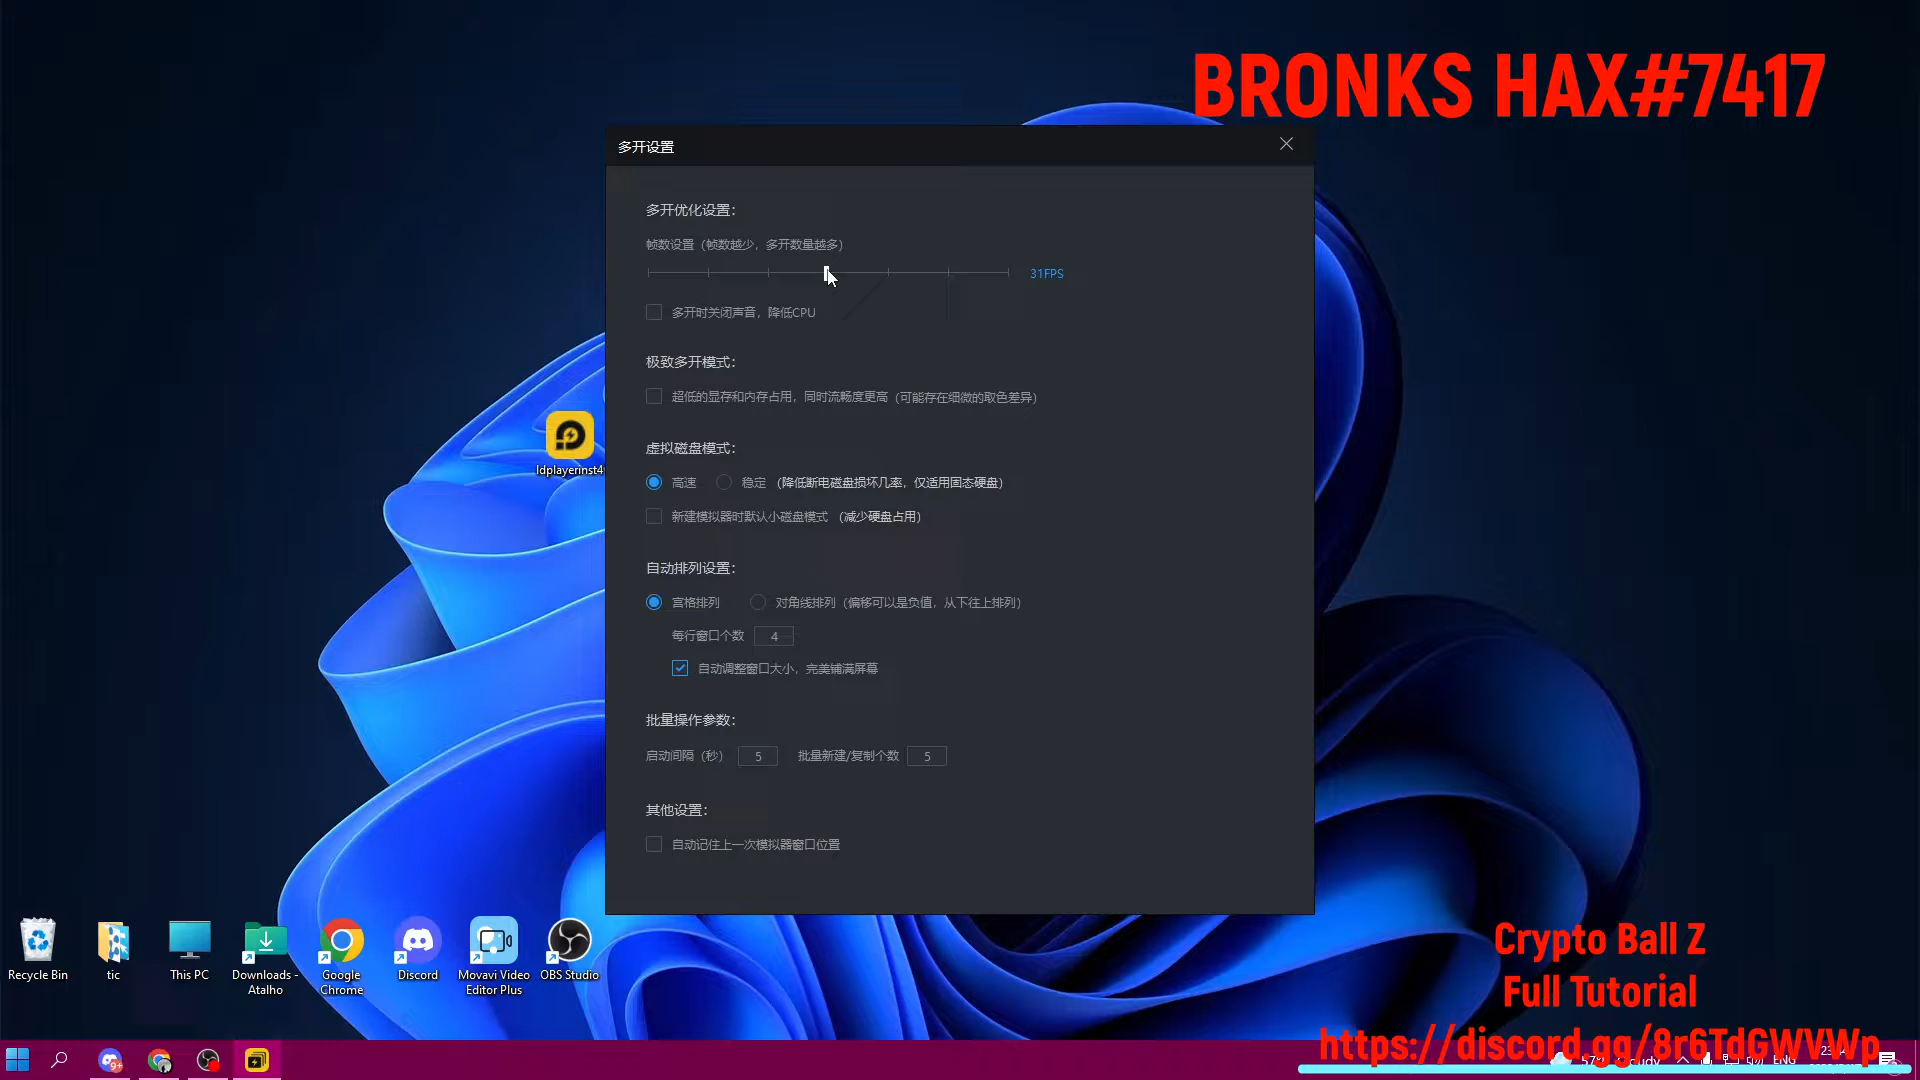 BRONKS HAX#7417
多开设置
多开优化设置：
帧数设置（帧数越少，多开数量越多）
31FPS
多开时关闭声音，降低CPU
极致多开模式：
超低的显存和内存占用，同时流畅度更高（可能存在细微的取色差异）
虚拟磁盘模式：
高速 稳定 （降低断电磁盘损坏几率，仅适用固态硬盘）
新建模拟器时默认小磁盘模式 （减少硬盘占用）
自动排列设置：
宫格排列 对角线排列（偏移可以是负值，从下往上排列）
每行窗口个数 4
自动调整窗口大小，完美铺满屏幕
批量操作参数：
启动间隔（秒） 5 批量新建/复制个数 5
其他设置：
自动记住上一次模拟器窗口位置
ldplayerinst4
Recycle Bin
tic
This PC
Downloads - Atalho
Google Chrome
Discord
Movavi Video Editor Plus
OBS Studio
Crypto Ball Z
Full Tutorial
https://discord.gg/8r6TdGWVWp
9+
ENG